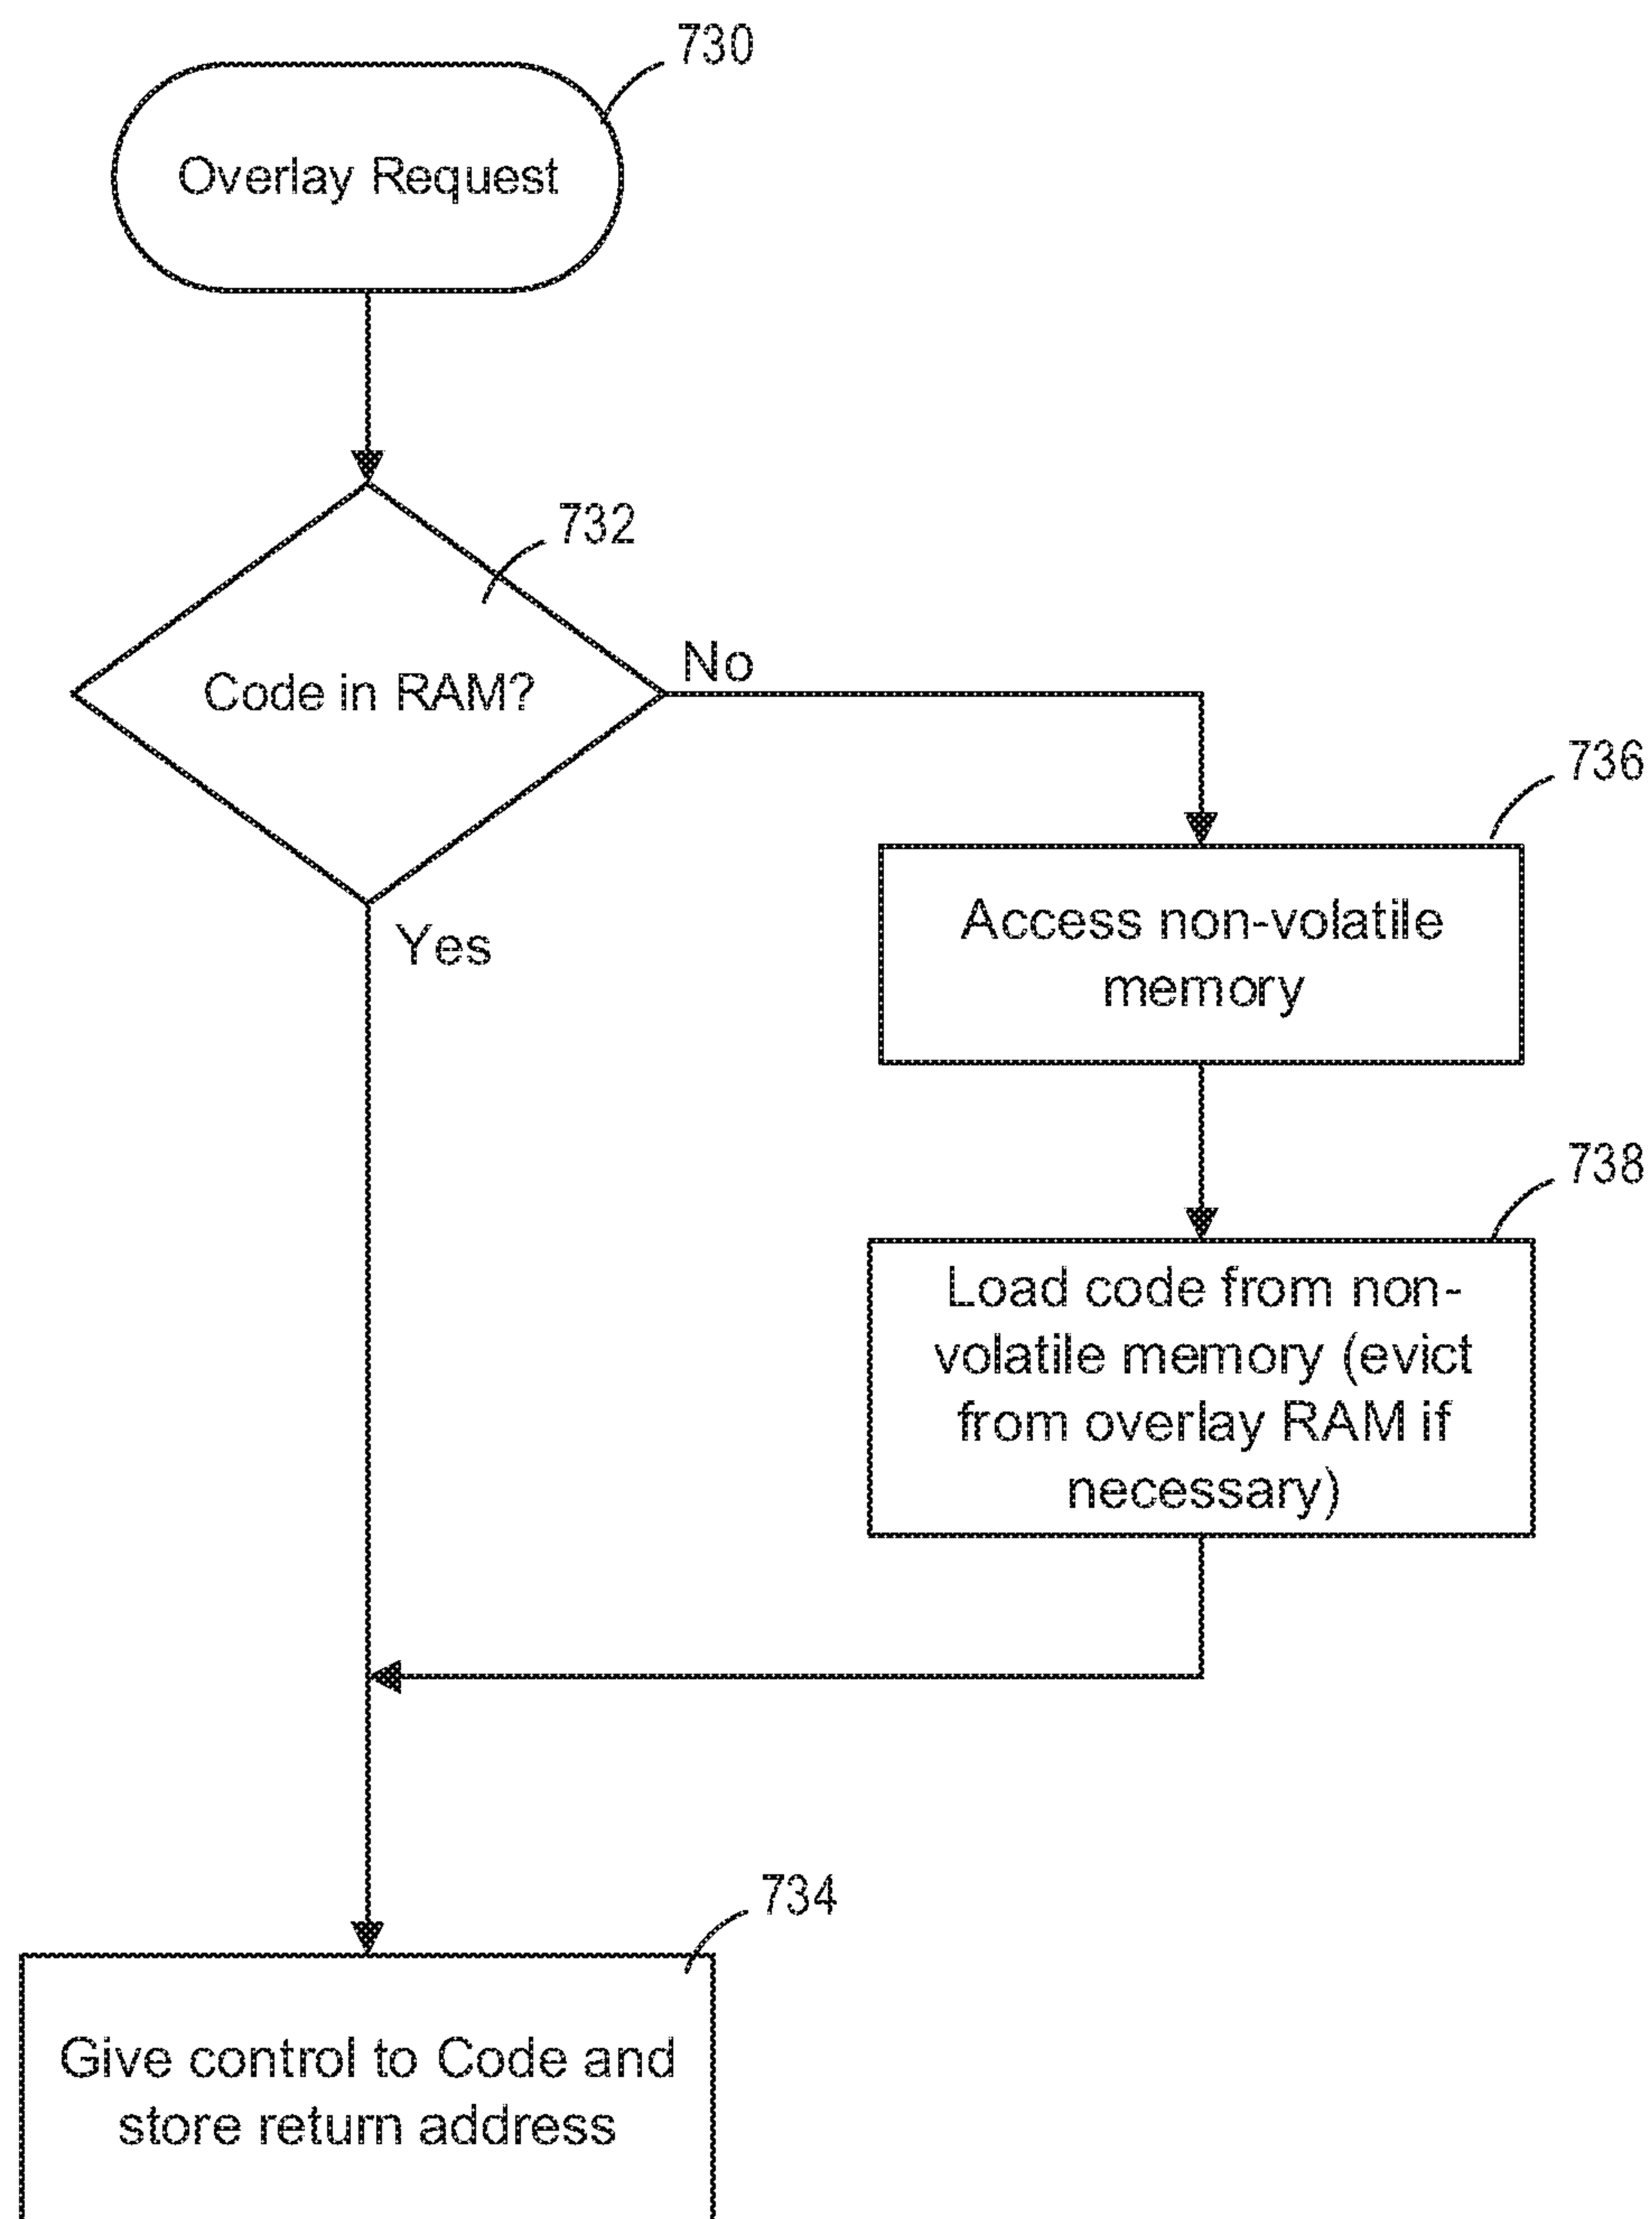 730
Overlay Request
732
Code in RAM?
No
736
Yes
Access non-volatile
memory
738
Load code from non-
volatile memory (evict
from overlay RAM if
necessary)
734
Give control to Code and
store return address